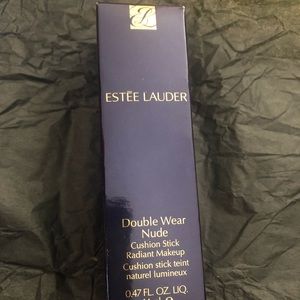 ESTĒE LAUDER
Double Wear
Nude
Cushion Stick
Radiant Makeup
Cushion stick teint
naturel lumineux
0.47 FL. OZ. LIQ.